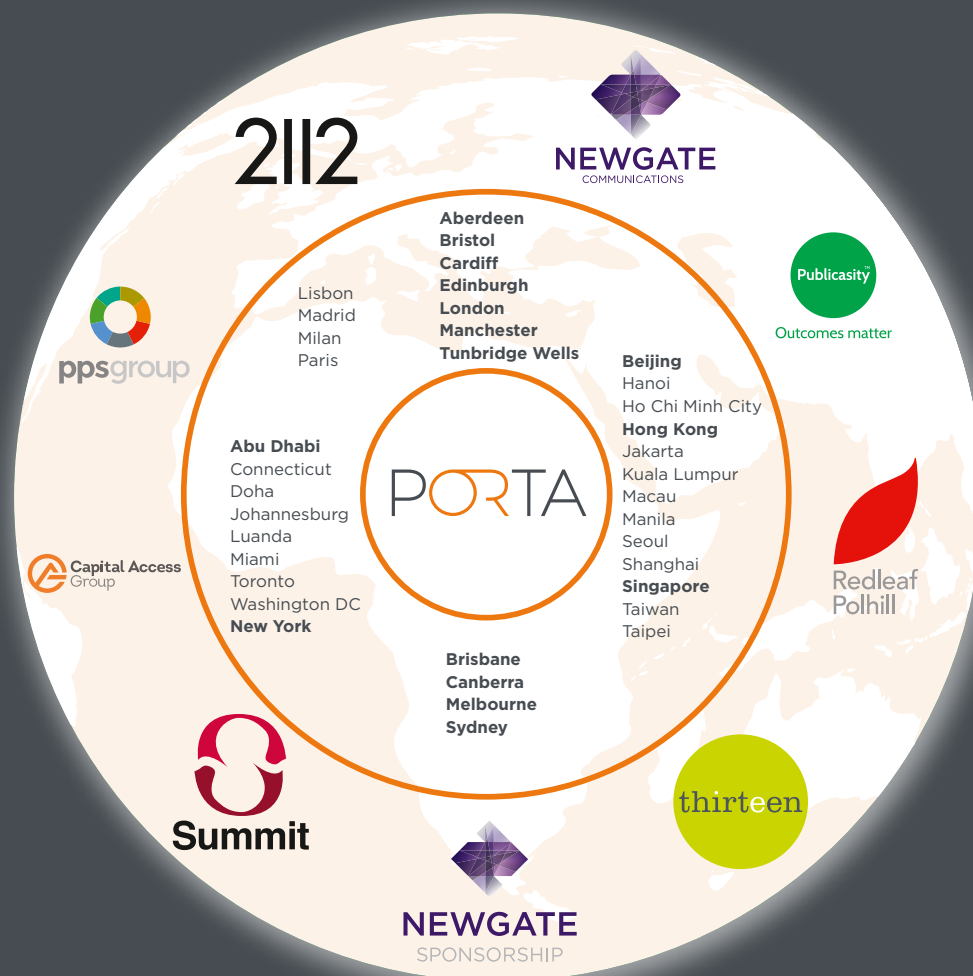 2112
NEWGATE
COMMUNICATIONS
Publicasity™
Outcomes matter
ppsgroup
Aberdeen
Bristol
Cardiff
Edinburgh
London
Manchester
Tunbridge Wells
Lisbon
Madrid
Milan
Paris
Beijing
Hanoi
Ho Chi Minh City
Hong Kong
Jakarta
Kuala Lumpur
Macau
Manila
Seoul
Shanghai
Singapore
Taiwan
Taipei
Abu Dhabi
Connecticut
Doha
Johannesburg
Luanda
Miami
Toronto
Washington DC
New York
PORTA
Capital Access
Group
Redleaf
Polhill
Brisbane
Canberra
Melbourne
Sydney
Summit
thirteen
NEWGATE
SPONSORSHIP